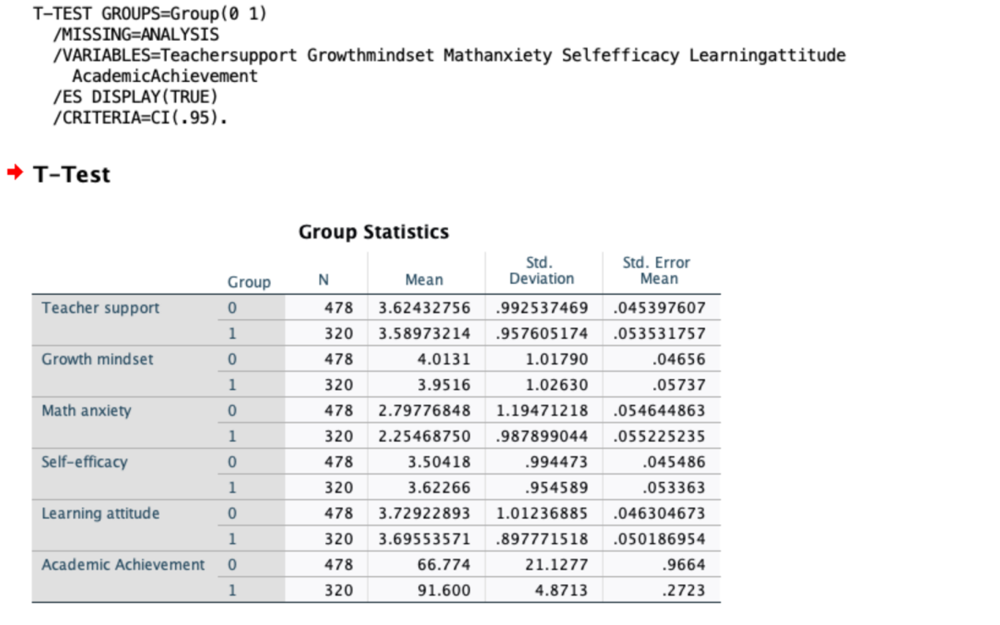 T-TEST GROUPS=Group(0 1)
/MISSING=ANALYSIS
/VARIABLES=Teachersupport Growthmindset Mathanxiety Selfefficacy Learningattitude
AcademicAchievement
/ES DISPLAY(TRUE)
/CRITERIA=CI(.95).
T-Test
Group Statistics
Group N Mean Std. Deviation Std. Error Mean
Teacher support 0 478 3.62432756 .992537469 .045397607
1 320 3.58973214 .957605174 .053531757
Growth mindset 0 478 4.0131 1.01790 .04656
1 320 3.9516 1.02630 .05737
Math anxiety 0 478 2.79776848 1.19471218 .054644863
1 320 2.25468750 .987899044 .055225235
Self-efficacy 0 478 3.50418 .994473 .045486
1 320 3.62266 .954589 .053363
Learning attitude 0 478 3.72922893 1.01236885 .046304673
1 320 3.69553571 .897771518 .050186954
Academic Achievement 0 478 66.774 21.1277 .9664
1 320 91.600 4.8713 .2723